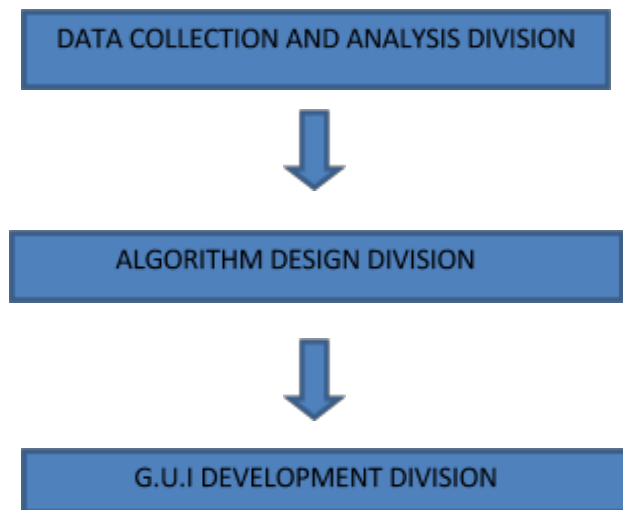 DATA COLLECTION AND ANALYSIS DIVISION
ALGORITHM DESIGN DIVISION
G.U.I DEVELOPMENT DIVISION